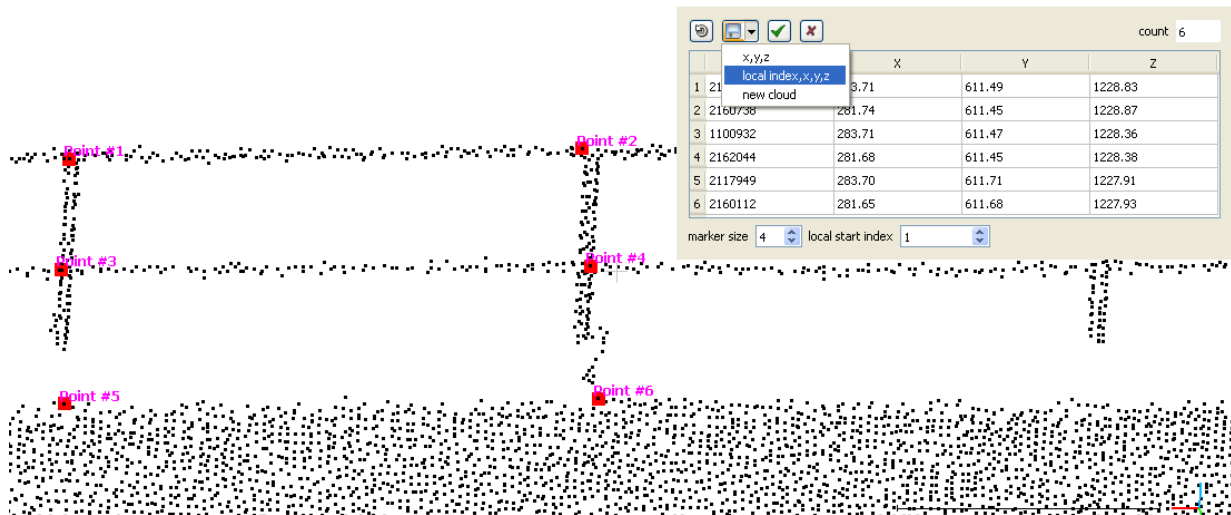 count 6
x,y,z
local index,x,y,z
new cloud
X Y Z
1 21 3.71 611.49 1228.83
2 2160738 281.74 611.45 1228.87
3 1100932 283.71 611.47 1228.36
4 2162044 281.68 611.45 1228.38
5 2117949 283.70 611.71 1227.91
6 2160112 281.65 611.68 1227.93
marker size 4 local start index 1
Point #1 Point #2
Point #3 Point #4
Point #5 Point #6